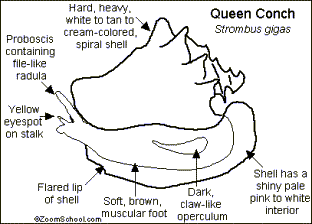 Queen Conch
Strombus gigas
Hard, heavy,
white to tan to
cream-colored,
spiral shell
Proboscis
containing
file-like
radula
Yellow
eyespot
on stalk
Flared lip
of shell
Soft, brown,
muscular foot
Dark,
claw-like
operculum
Shell has a
shiny pale
pink to white
interior
©ZoomSchool.com